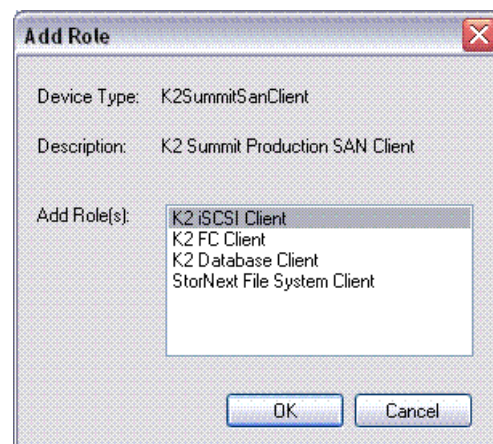 Add Role
Device Type: K2SummitSanClient
Description: K2 Summit Production SAN Client
Add Role(s): K2 iSCSI Client
K2 FC Client
K2 Database Client
StorNext File System Client
OK Cancel